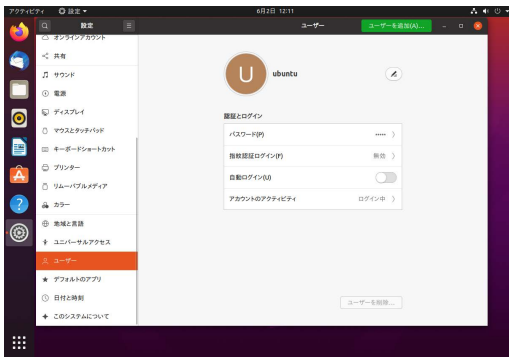 アクティビティ 設定 6月2日 12:11
設定 ユーザー ユーザーを追加(A)...
オンラインアカウント
共有
サウンド
電源
ディスプレイ
マウスとタッチパッド
キーボードショートカット
プリンター
リムーバブルメディア
カラー
地域と言語
ユニバーサルアクセス
ユーザー
デフォルトのアプリ
日付と時刻
このシステムについて
U ubuntu
認証とログイン
パスワード(P) •••••
指紋認証ログイン(F) 無効
自動ログイン(U)
アカウントのアクティビティ ログイン中
ユーザーを削除...